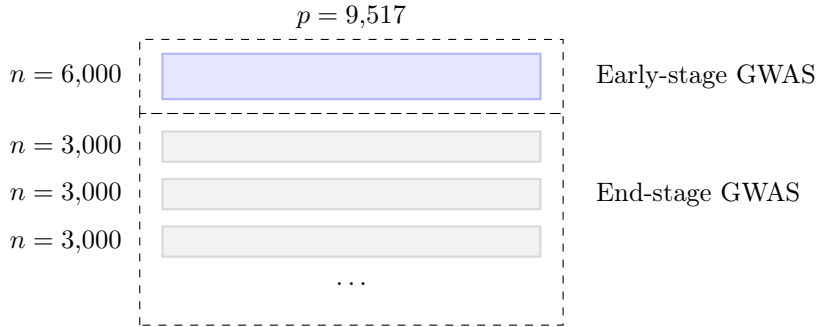 p = 9,517
n = 6,000 Early-stage GWAS
n = 3,000
n = 3,000 End-stage GWAS
n = 3,000
...